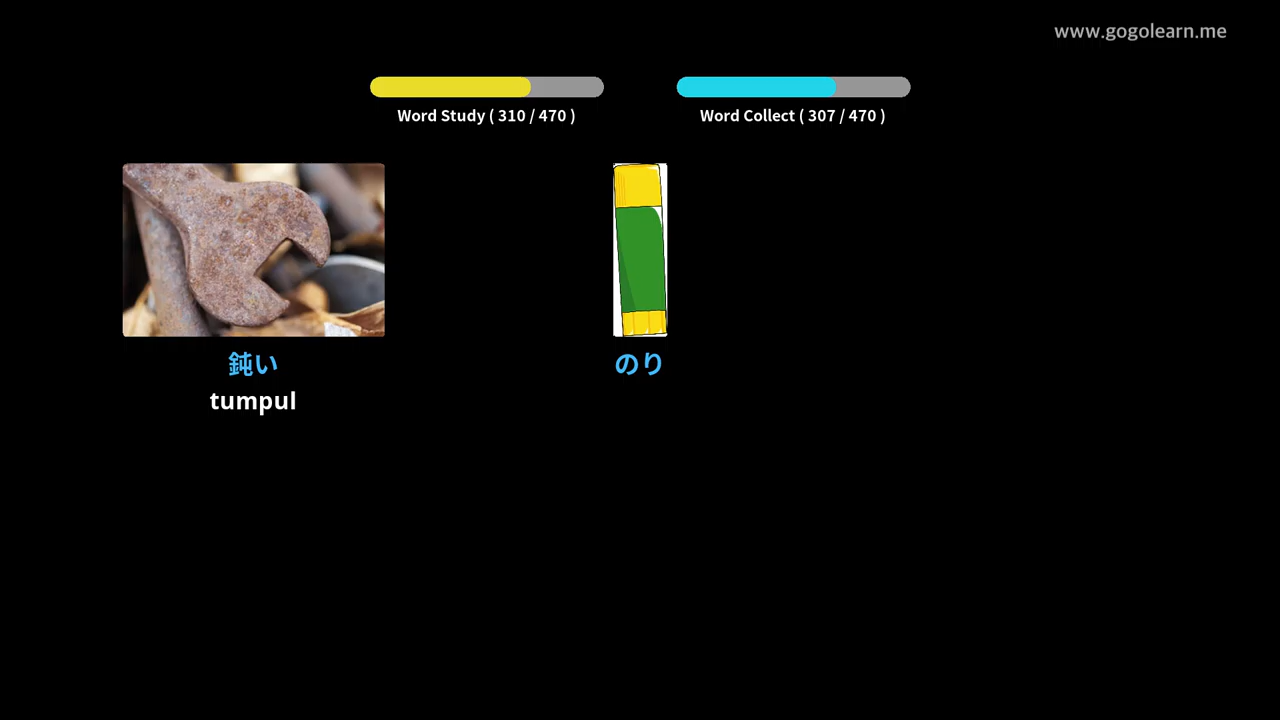 www.gogolearn.me
Word Study ( 310 / 470 )
Word Collect ( 307 / 470 )
鈍い
のり
tumpul